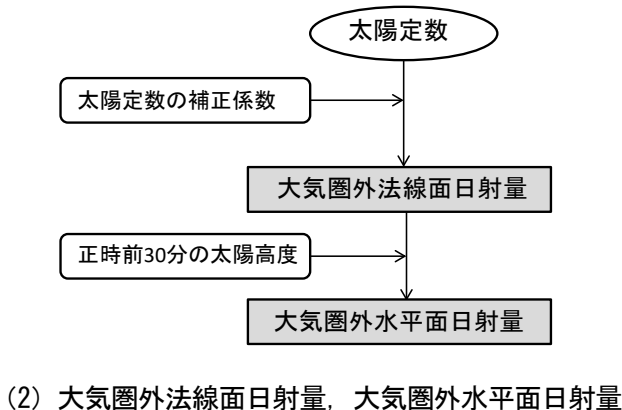 太陽定数
太陽定数の補正係数
大気圏外法線面日射量
正時前30分の太陽高度
大気圏外水平面日射量
(2) 大気圏外法線面日射量，大気圏外水平面日射量